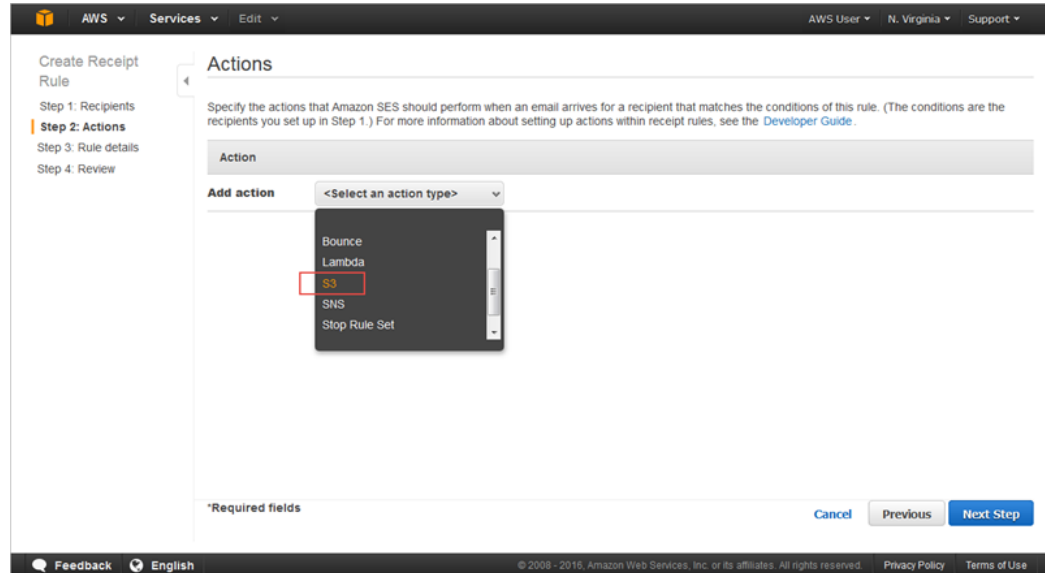 AWS Services Edit AWS User N. Virginia Support
Create Receipt
Rule
Step 1: Recipients
Step 2: Actions
Step 3: Rule details
Step 4: Review
Actions
Specify the actions that Amazon SES should perform when an email arrives for a recipient that matches the conditions of this rule. (The conditions are the
recipients you set up in Step 1.) For more information about setting up actions within receipt rules, see the Developer Guide.
Action
Add action <Select an action type>
Bounce
Lambda
S3
SNS
Stop Rule Set
*Required fields
Cancel Previous Next Step
Feedback English © 2008 - 2016, Amazon Web Services, Inc. or its affiliates. All rights reserved. Privacy Policy Terms of Use